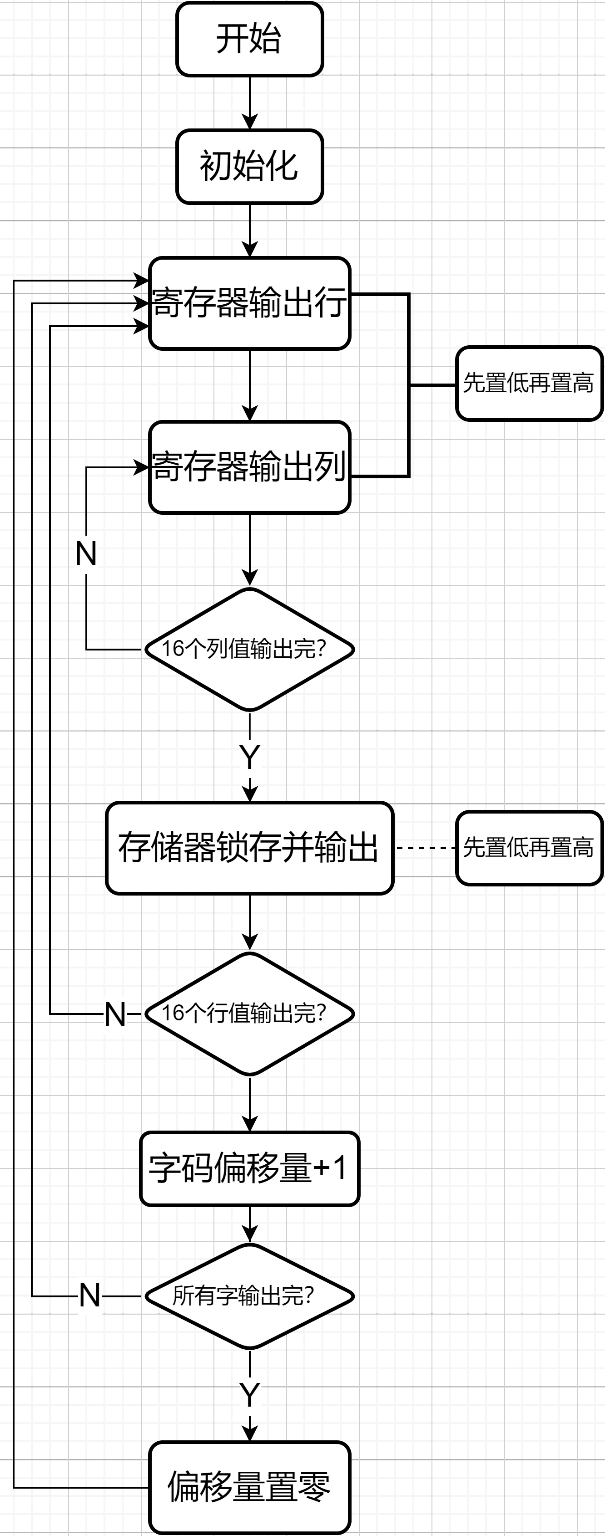 开始
初始化
寄存器输出行
先置低再置高
寄存器输出列
N
16个列值输出完?
Y
存储器锁存并输出
先置低再置高
16个行值输出完?
N
字码偏移量+1
所有字输出完?
N
Y
偏移量置零